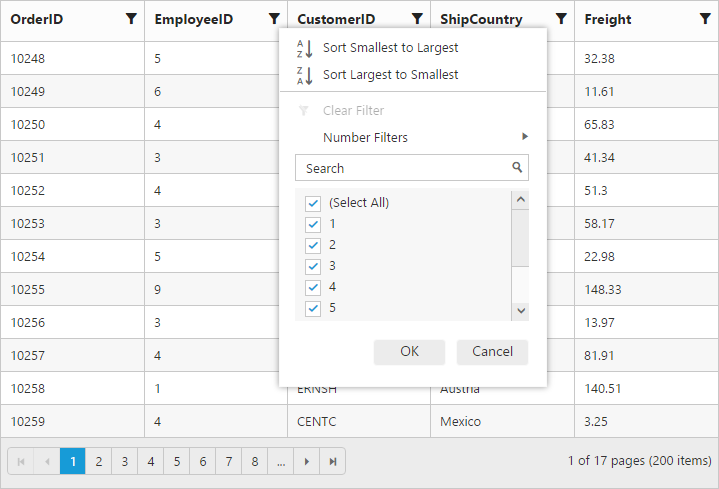 OrderID EmployeeID CustomerID ShipCountry Freight
Sort Smallest to Largest
Sort Largest to Smallest
Clear Filter
Number Filters
Search
(Select All)
1
2
3
4
5
OK Cancel
10248 5 32.38
10249 6 11.61
10250 4 65.83
10251 3 41.34
10252 4 51.3
10253 3 58.17
10254 5 22.98
10255 9 148.33
10256 3 13.97
10257 4 81.91
10258 1 ERNSH Austria 140.51
10259 4 CENTC Mexico 3.25
1 2 3 4 5 6 7 8 ... 1 of 17 pages (200 items)